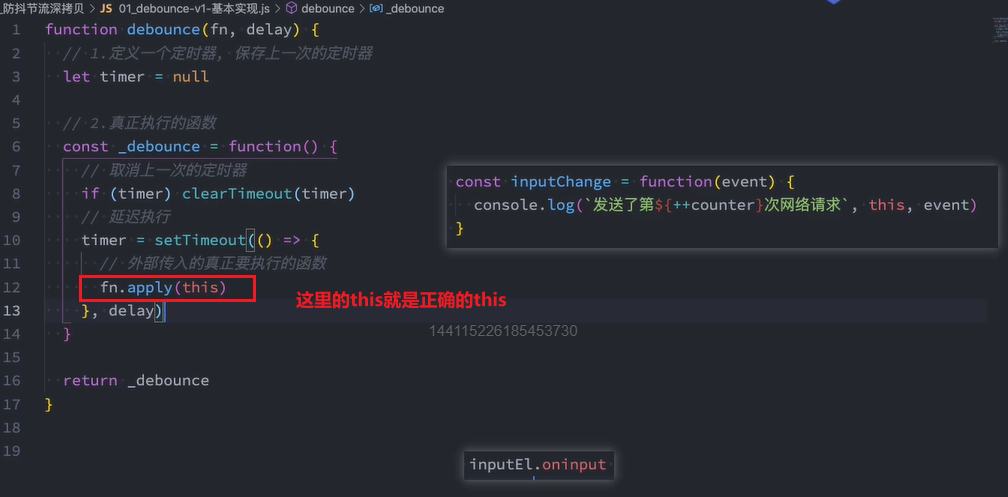 _防抖节流深拷贝 > JS 01_debounce-v1-基本实现.js > debounce > _debounce
1 function debounce(fn, delay) {
2 // 1.定义一个定时器, 保存上一次的定时器
3 let timer = null
4
5 // 2.真正执行的函数
6 const _debounce = function() {
7 // 取消上一次的定时器
8 if (timer) clearTimeout(timer)
9 // 延迟执行
10 timer = setTimeout(() => {
11 // 外部传入的真正要执行的函数
12 fn.apply(this)
13 }, delay)
14 }
15
16 return _debounce
17 }
18
19
const inputChange = function(event) {
console.log(`发送了第${++counter}次网络请求`, this, event)
}
这里的this就是正确的this
144115226185453730
inputEl.oninput